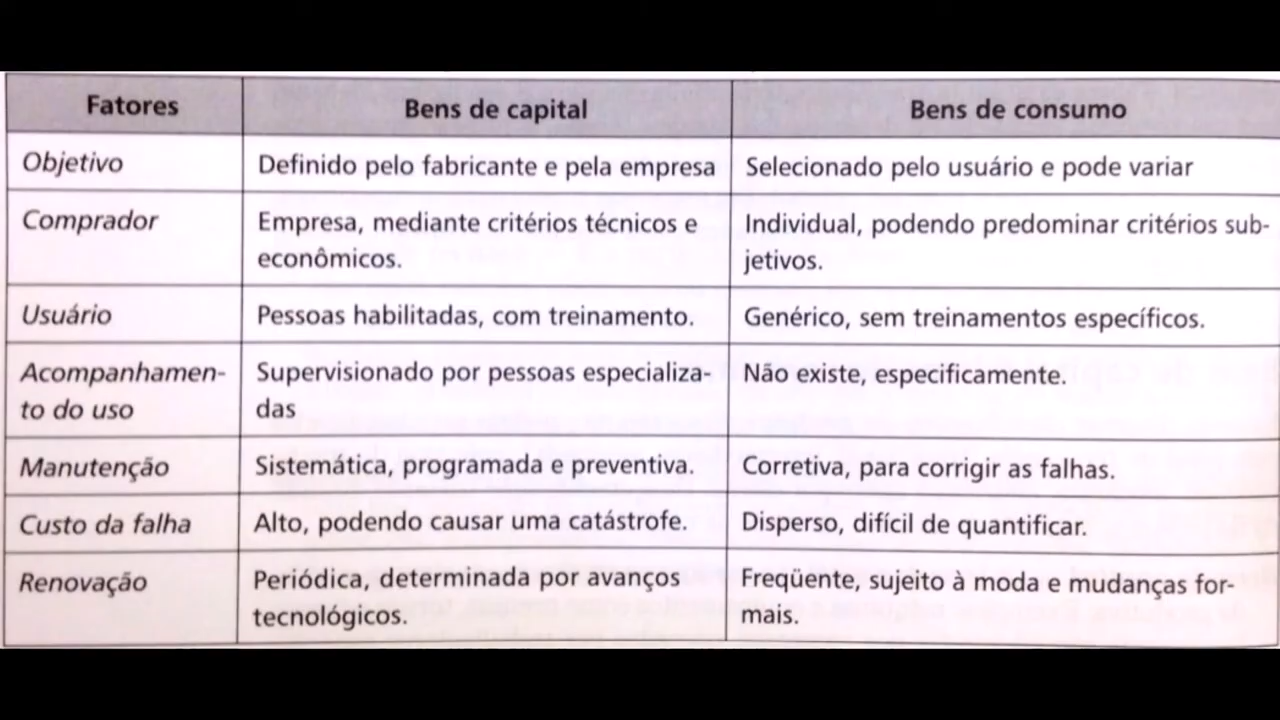 Fatores Bens de capital Bens de consumo
Objetivo Definido pelo fabricante e pela empresa Selecionado pelo usuário e pode variar
Comprador Empresa, mediante critérios técnicos e Individual, podendo predominar critérios sub-
econômicos. jetivos.
Usuário Pessoas habilitadas, com treinamento. Genérico, sem treinamentos específicos.
Acompanhamen- Supervisionado por pessoas especializa- Não existe, especificamente.
to do uso das
Manutenção Sistemática, programada e preventiva. Corretiva, para corrigir as falhas.
Custo da falha Alto, podendo causar uma catástrofe. Disperso, difícil de quantificar.
Renovação Periódica, determinada por avanços Freqüente, sujeito à moda e mudanças for-
tecnológicos. mais.